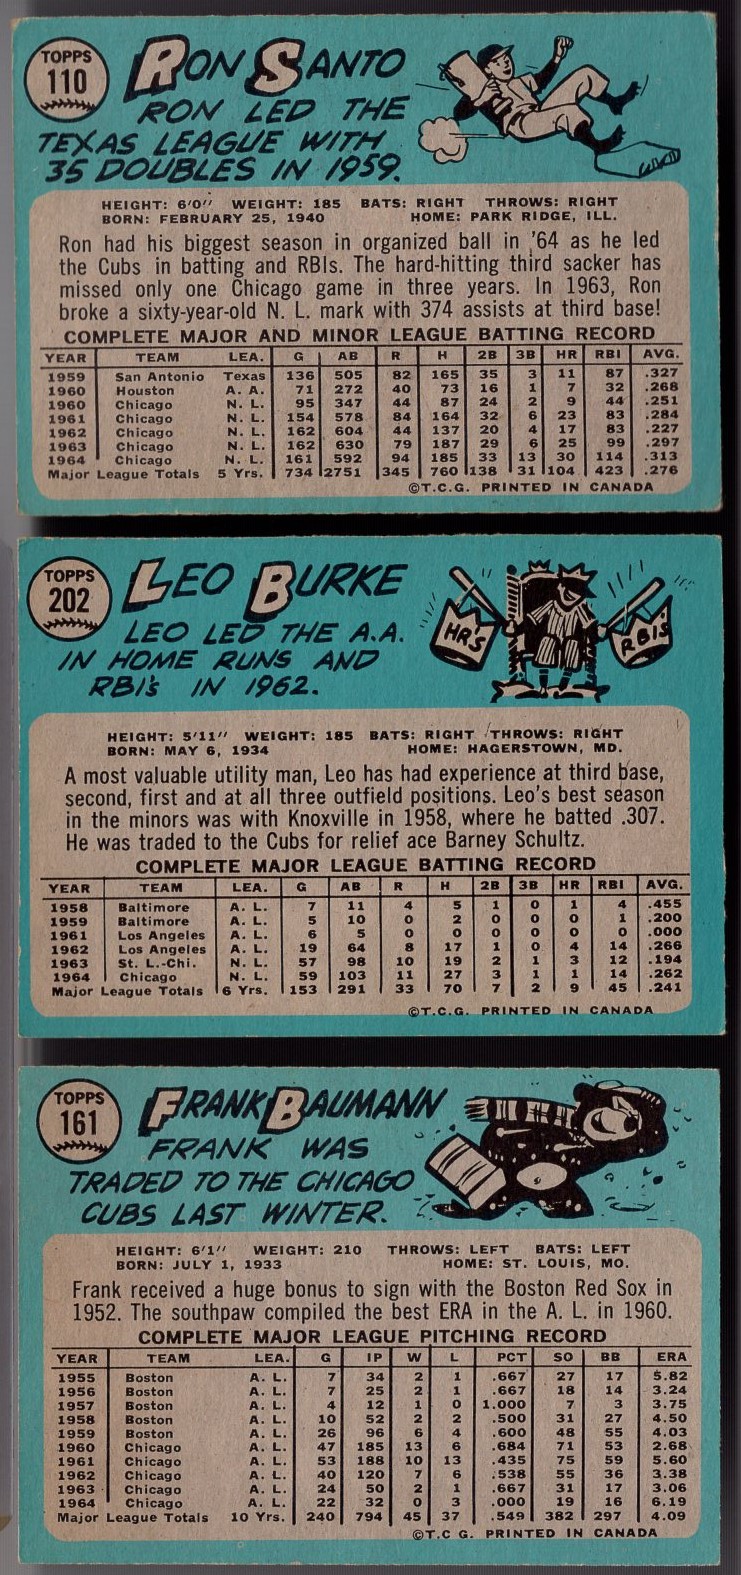 TOPPS
110
RON SANTO
RON LED THE
TEXAS LEAGUE WITH
35 DOUBLES IN 1959.
HEIGHT: 6'0" WEIGHT: 185 BATS: RIGHT THROWS: RIGHT
BORN: FEBRUARY 25, 1940 HOME: PARK RIDGE, ILL.
Ron had his biggest season in organized ball in '64 as he led
the Cubs in batting and RBIs. The hard-hitting third sacker has
missed only one Chicago game in three years. In 1963, Ron
broke a sixty-year-old N. L. mark with 374 assists at third base!
COMPLETE MAJOR AND MINOR LEAGUE BATTING RECORD
YEAR TEAM LEA. G AB R H 2B 3B HR RBI AVG.
1959 San Antonio Texas 136 505 82 165 35 3 11 87 .327
1960 Houston A. A. 71 272 40 73 16 1 7 32 .268
1960 Chicago N. L. 95 347 44 87 24 2 9 44 .251
1961 Chicago N. L. 154 578 84 164 32 6 23 83 .284
1962 Chicago N. L. 162 604 44 137 20 4 17 83 .227
1963 Chicago N. L. 162 630 79 187 29 6 25 99 .297
1964 Chicago N. L. 161 592 94 185 33 13 30 114 .313
Major League Totals 5 Yrs. 734 2751 345 760 138 31 104 423 .276
©T.C.G. PRINTED IN CANADA
TOPPS
202
LEO BURKE
LEO LED THE A.A.
IN HOME RUNS AND
RBI's IN 1962.
HR'S
RBI'S
HEIGHT: 5'11" WEIGHT: 185 BATS: RIGHT THROWS: RIGHT
BORN: MAY 6, 1934 HOME: HAGERSTOWN, MD.
A most valuable utility man, Leo has had experience at third base,
second, first and at all three outfield positions. Leo's best season
in the minors was with Knoxville in 1958, where he batted .307.
He was traded to the Cubs for relief ace Barney Schultz.
COMPLETE MAJOR LEAGUE BATTING RECORD
YEAR TEAM LEA. G AB R H 2B 3B HR RBI AVG.
1958 Baltimore A. L. 7 11 4 5 1 0 1 4 .455
1959 Baltimore A. L. 5 10 0 2 0 0 0 1 .200
1961 Los Angeles A. L. 6 5 0 0 0 0 0 0 .000
1962 Los Angeles A. L. 19 64 8 17 1 0 4 14 .266
1963 St. L.-Chi. N. L. 57 98 10 19 2 1 3 12 .194
1964 Chicago N. L. 59 103 11 27 3 1 1 14 .262
Major League Totals 6 Yrs. 153 291 33 70 7 2 9 45 .241
©T.C.G. PRINTED IN CANADA
TOPPS
161
FRANK BAUMANN
FRANK WAS
TRADED TO THE CHICAGO
CUBS LAST WINTER.
HEIGHT: 6'1" WEIGHT: 210 THROWS: LEFT BATS: LEFT
BORN: JULY 1, 1933 HOME: ST. LOUIS, MO.
Frank received a huge bonus to sign with the Boston Red Sox in
1952. The southpaw compiled the best ERA in the A. L. in 1960.
COMPLETE MAJOR LEAGUE PITCHING RECORD
YEAR TEAM LEA. G IP W L PCT SO BB ERA
1955 Boston A. L. 7 34 2 1 .667 27 17 5.82
1956 Boston A. L. 7 25 2 1 .667 18 14 3.24
1957 Boston A. L. 4 12 1 0 1.000 7 3 3.75
1958 Boston A. L. 10 52 2 2 .500 31 27 4.50
1959 Boston A. L. 26 96 6 4 .600 48 55 4.03
1960 Chicago A. L. 47 185 13 6 .684 71 53 2.68
1961 Chicago A. L. 53 188 10 13 .435 75 59 5.60
1962 Chicago A. L. 40 120 7 6 .538 55 36 3.38
1963 Chicago A. L. 24 50 2 1 .667 31 17 3.06
1964 Chicago A. L. 22 32 0 3 .000 19 16 6.19
Major League Totals 10 Yrs. 240 794 45 37 .549 382 297 4.09
©T.C G. PRINTED IN CANADA